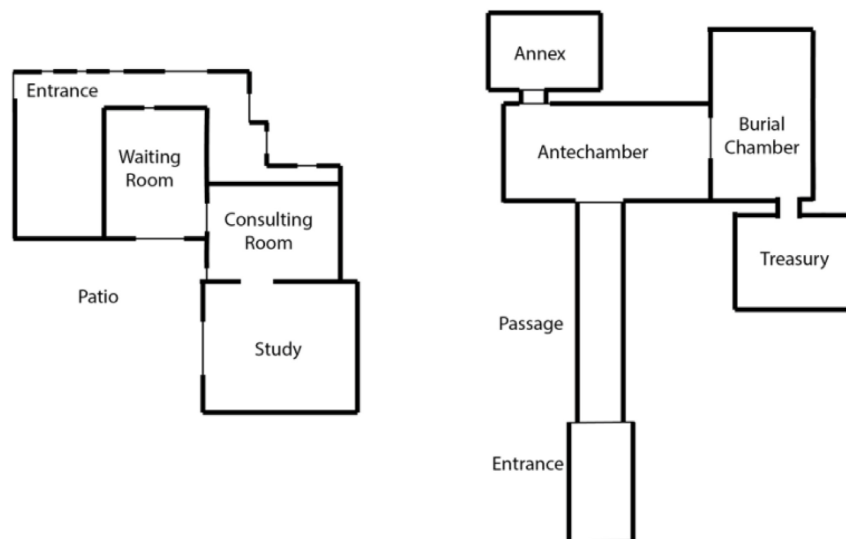 Entrance
Waiting
Room
Consulting
Room
Patio
Study
Annex
Antechamber
Burial
Chamber
Treasury
Passage
Entrance